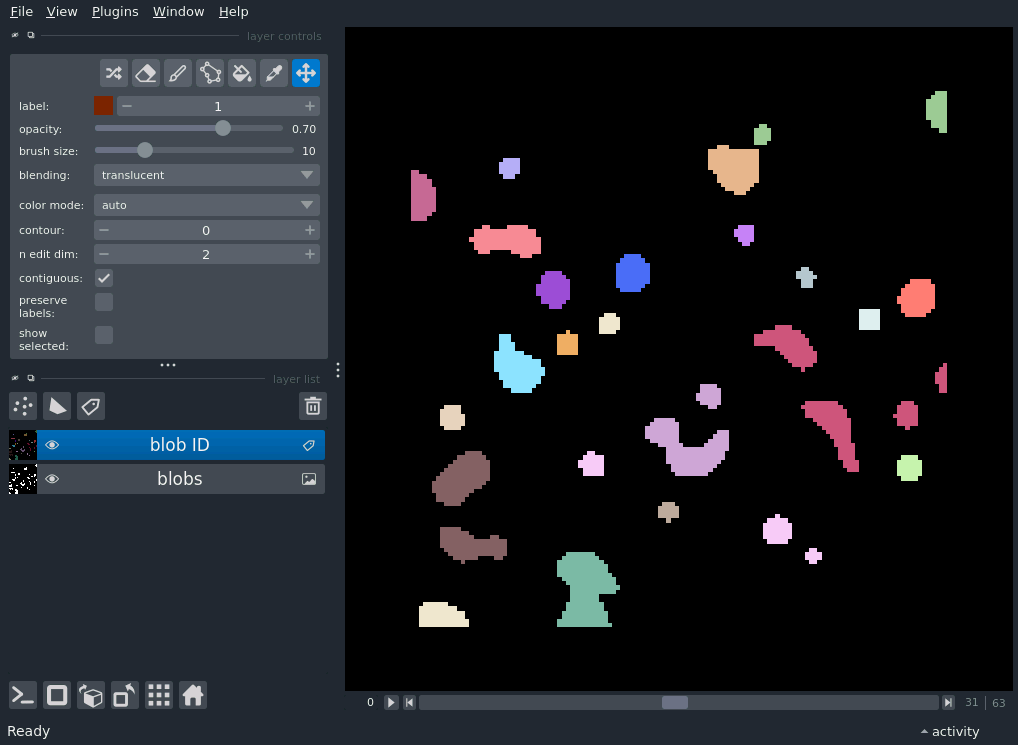 File View Plugins Window Help
layer controls
label: 1
opacity: 0.70
brush size: 10
blending: translucent
color mode: auto
contour: 0
n edit dim: 2
contiguous:
preserve
labels:
show
selected:
layer list
blob ID
blobs
0 31 63
Ready activity